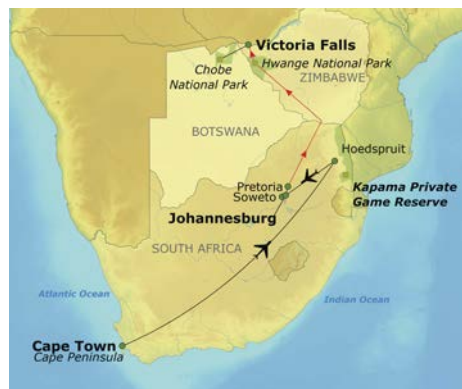 Victoria Falls
Chobe
National Park
Hwange National Park
ZIMBABWE
BOTSWANA
Hoedspruit
Pretoria
Soweto
Kapama Private
Game Reserve
Johannesburg
SOUTH AFRICA
Atlantic Ocean
Indian Ocean
Cape Town
Cape Peninsula